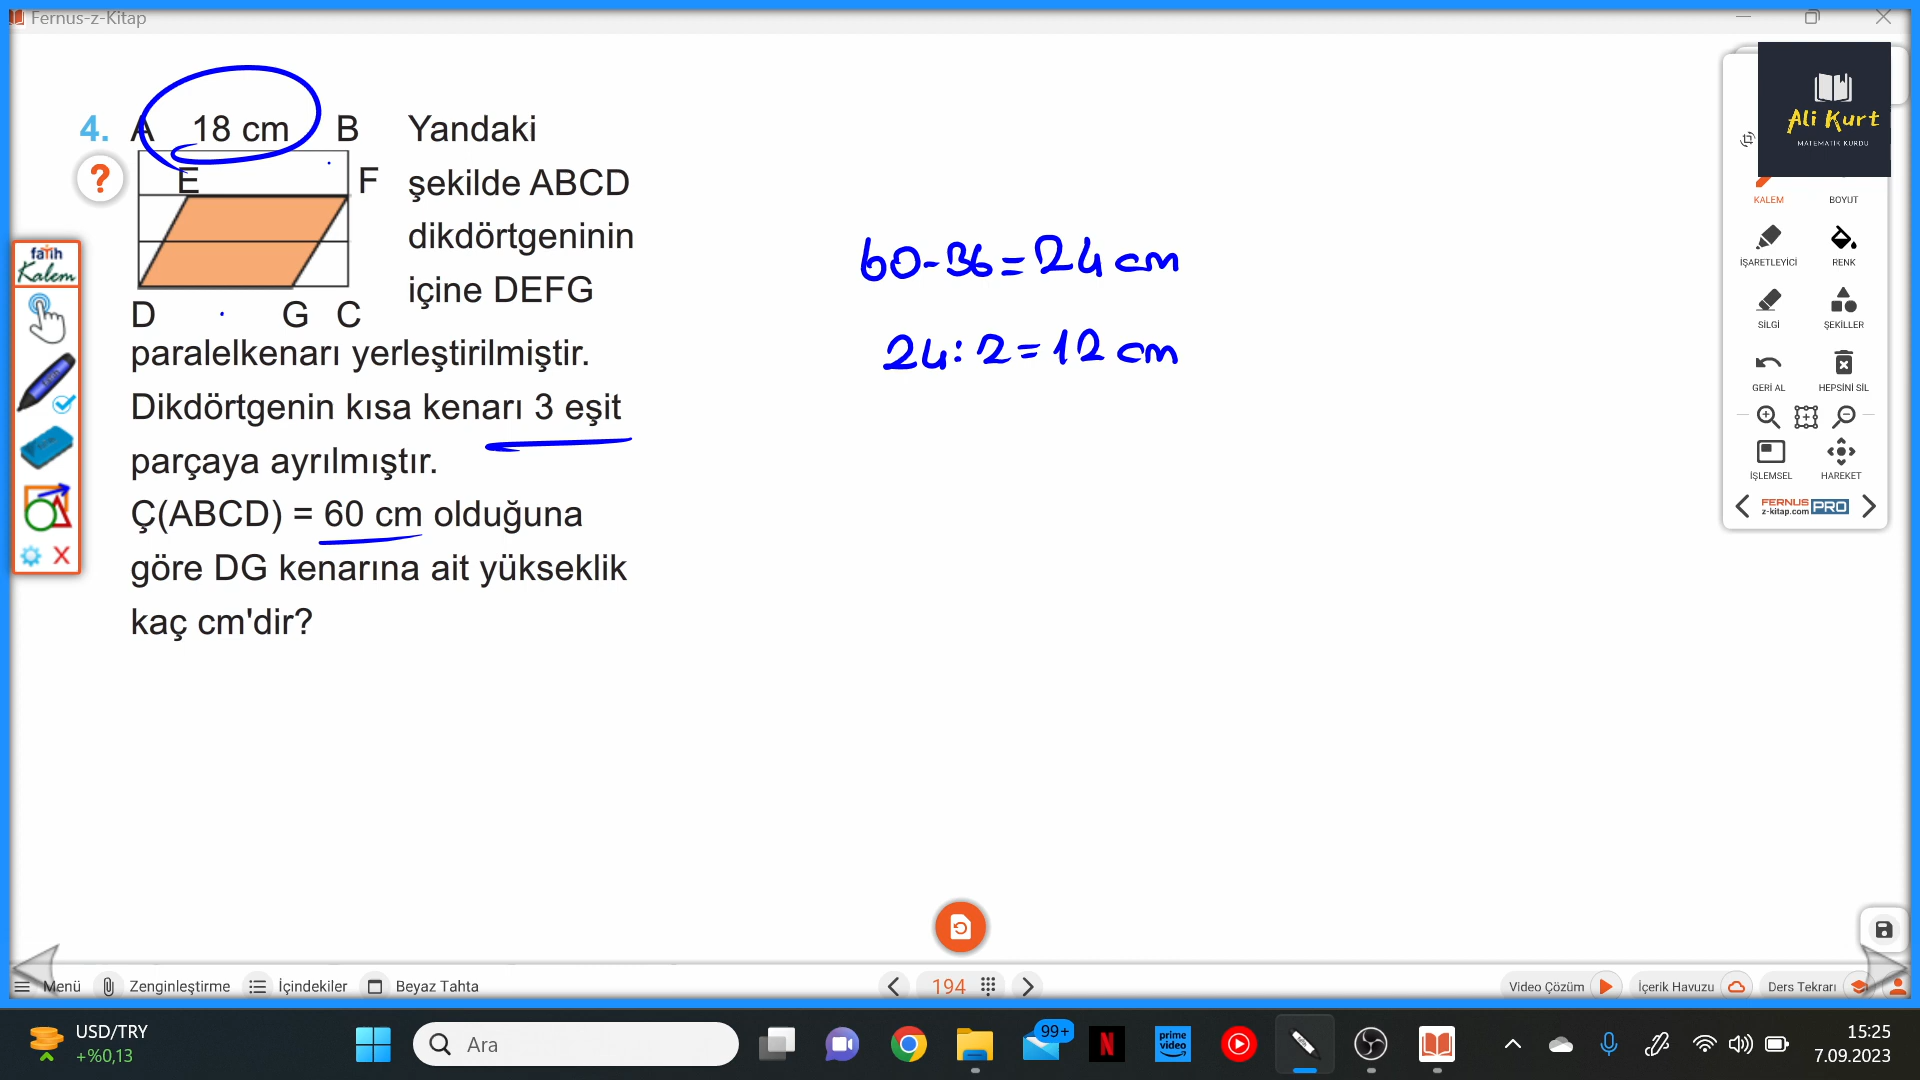 Fernus-z-Kitap
4. A 18 cm B Yandaki
E F şekilde ABCD
dikdörtgeninin
içine DEFG
D G C
paralelkenarı yerleştirilmiştir.
Dikdörtgenin kısa kenarı 3 eşit
parçaya ayrılmıştır.
Ç(ABCD) = 60 cm olduğuna
göre DG kenarına ait yükseklik
kaç cm'dir?
?
60-36=24 cm
24:2=12 cm
fatih
Kalem
Ali Kurt
MATEMATİK KURDU
KALEM BOYUT
İŞARETLEYİCİ RENK
SİLGİ ŞEKİLLER
GERİ AL HEPSİNİ SİL
İŞLEMSEL HAREKET
FERNUS
z-kitap.com PRO
Menü Zenginleştirme İçindekiler Beyaz Tahta 194 Video Çözüm İçerik Havuzu Ders Tekrarı
USD/TRY
+%0,13
Ara
99+
N
prime
video
15:25
7.09.2023